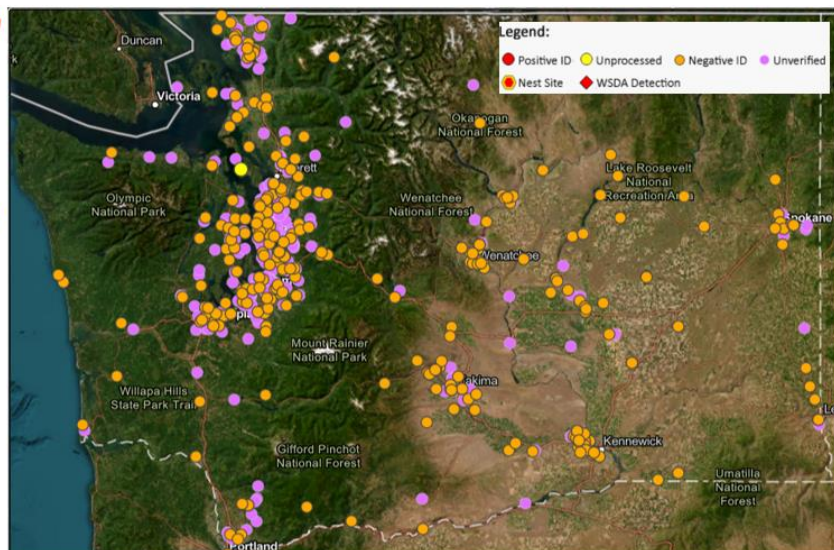 Legend:
Positive ID
Unprocessed
Negative ID
Unverified
Nest Site
WSDA Detection
Duncan
Victoria
Okanogan
National Forest
Olympic
National Park
Wenatchee
National Forest
Lake Roosevelt
National
Recreation Area
Spokane
Wenatchee
Mount Rainier
National Park
Willapa Hills
State Park Trail
Kennewick
Gifford Pinchot
National Forest
Umatilla
National
Forest
Portland